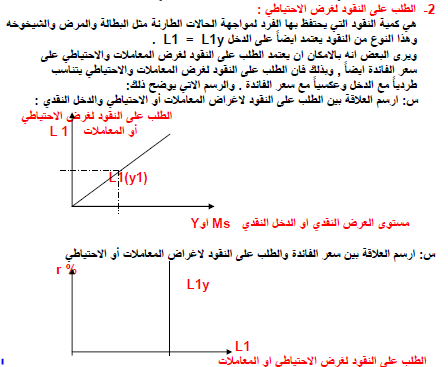 2- الطلب على النقود لغرض الاحتياطي :
هي كمية النقود التي يحتفظ بها الفرد لمواجهة الحالات الطارئة مثل البطالة والمرض والشيخوخه
وهذا النوع من النقود يعتمد ايضاً على الدخل L1 = L1y .
ويرى البعض انه بالامكان ان يعتمد الطلب على النقود لغرض المعاملات والاحتياطي على
سعر الفائدة ايضاً , وبذلك فان الطلب على النقود لغرض المعاملات والاحتياطي يتناسب
طردياً مع الدخل وعكسياً مع سعر الفائدة . والرسم الاتي يوضح ذلك:
س: ارسم العلاقة بين الطلب على النقود لاغراض المعاملات أو الاحتياطي والدخل النقدي :
الطلب على النقود لغرض الاحتياطي
أو المعاملات
L 1
L1(y1)
مستوى العرض النقدي او الدخل النقدي Ms اوY
س: ارسم العلاقة بين سعر الفائدة والطلب على النقود لاغراض المعاملات أو الاحتياطي
r %
L1y
L1
الطلب على النقود لغرض الاحتياطي او المعاملات